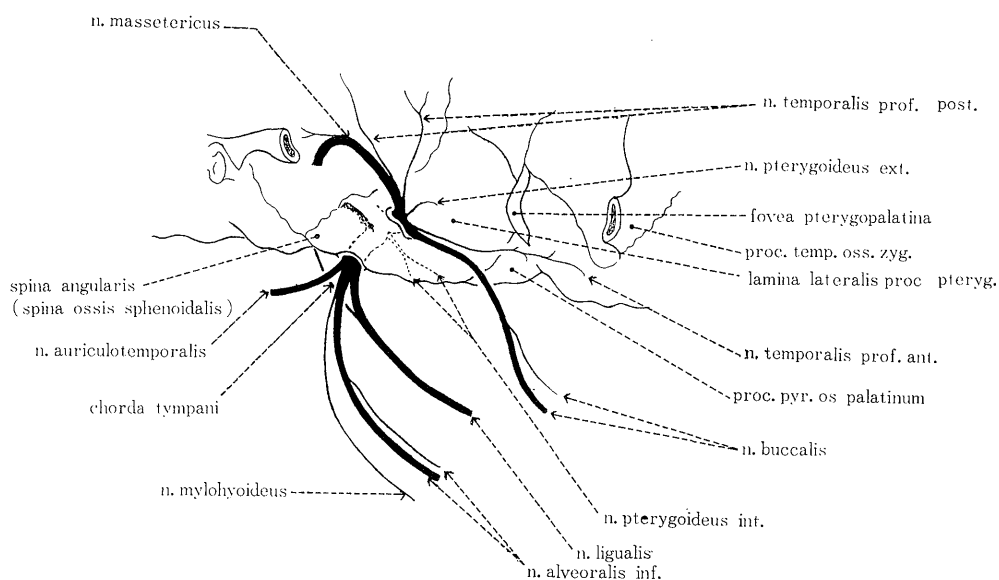 n. massetericus
n. temporalis prof. post.
n. pterygoideus ext.
fovea pterygopalatina
proc. temp. oss. zyg.
lamina lateralis proc pteryg.
spina angularis
(spina ossis sphenoidalis)
n. auriculotemporalis
n. temporalis prof. ant.
chorda tympani
proc. pyr. os palatinum
n. buccalis
n. mylohyoideus
n. pterygoideus int.
n. ligualis
n. alveoralis inf.